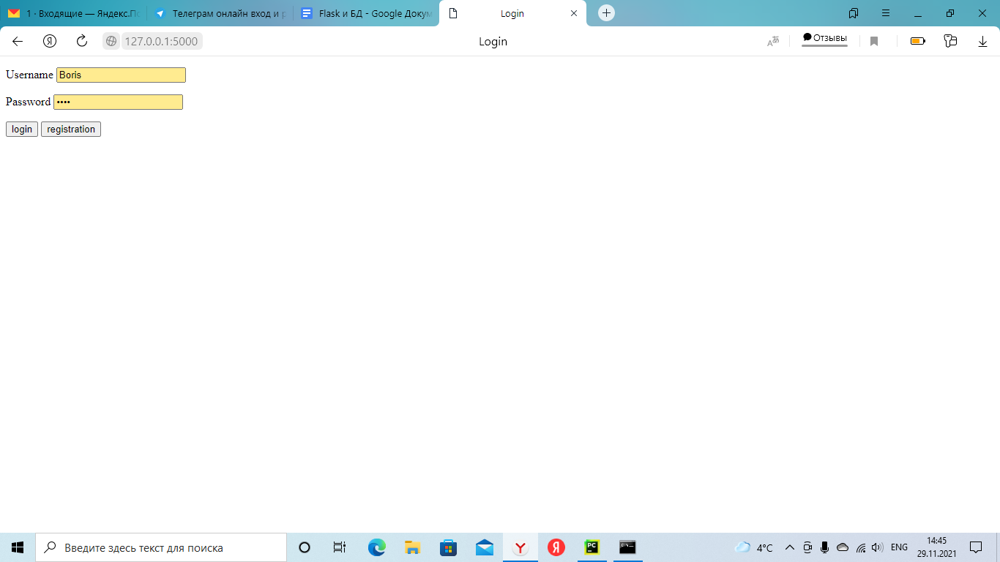 1 · Входящие — Яндекс.По
Телеграм онлайн вход и р
Flask и БД - Google Докум
Login
127.0.0.1:5000
Login
Отзывы
Username Boris
Password ••••
login registration
Введите здесь текст для поиска
4°C
ENG
14:45
29.11.2021